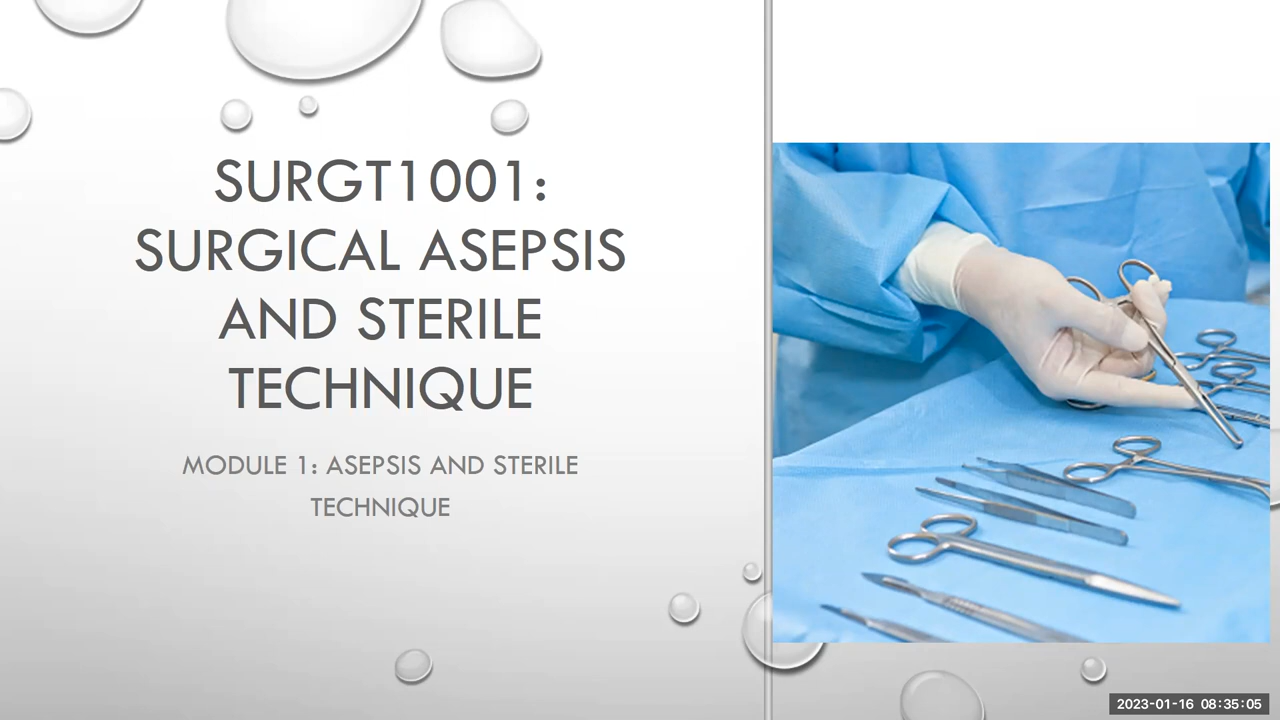 SURGT1001:
SURGICAL ASEPSIS
AND STERILE
TECHNIQUE
MODULE 1: ASEPSIS AND STERILE
TECHNIQUE
2023-01-16 08:35:05